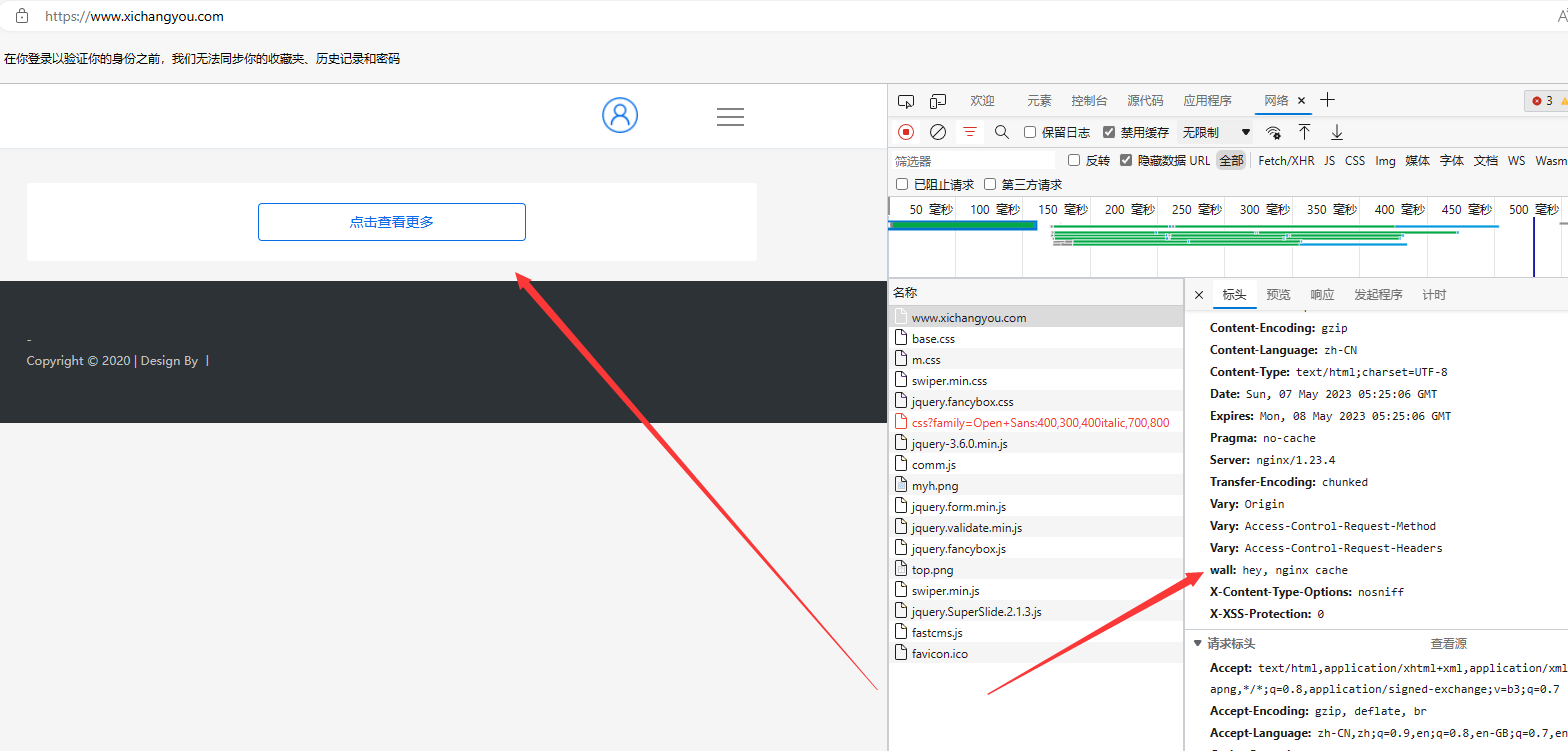 https://www.xichangyou.com
在你登录以验证你的身份之前，我们无法同步你的收藏夹、历史记录和密码
点击查看更多
-
Copyright © 2020 | Design By |
欢迎 元素 控制台 源代码 应用程序 网络 3
保留日志 禁用缓存 无限制
筛选器 反转 隐藏数据 URL 全部 Fetch/XHR JS CSS Img 媒体 字体 文档 WS Wasm
已阻止请求 第三方请求
50 毫秒 100 毫秒 150 毫秒 200 毫秒 250 毫秒 300 毫秒 350 毫秒 400 毫秒 450 毫秒 500 毫秒
名称
www.xichangyou.com
base.css
m.css
swiper.min.css
jquery.fancybox.css
css?family=Open+Sans:400,300,400italic,700,800
jquery-3.6.0.min.js
comm.js
myh.png
jquery.form.min.js
jquery.validate.min.js
jquery.fancybox.js
top.png
swiper.min.js
jquery.SuperSlide.2.1.3.js
fastcms.js
favicon.ico
标头 预览 响应 发起程序 计时
Content-Encoding: gzip
Content-Language: zh-CN
Content-Type: text/html;charset=UTF-8
Date: Sun, 07 May 2023 05:25:06 GMT
Expires: Mon, 08 May 2023 05:25:06 GMT
Pragma: no-cache
Server: nginx/1.23.4
Transfer-Encoding: chunked
Vary: Origin
Vary: Access-Control-Request-Method
Vary: Access-Control-Request-Headers
wall: hey, nginx cache
X-Content-Type-Options: nosniff
X-XSS-Protection: 0
请求标头 查看源
Accept: text/html,application/xhtml+xml,application/xml
apng,*/*;q=0.8,application/signed-exchange;v=b3;q=0.7
Accept-Encoding: gzip, deflate, br
Accept-Language: zh-CN,zh;q=0.9,en;q=0.8,en-GB;q=0.7,en